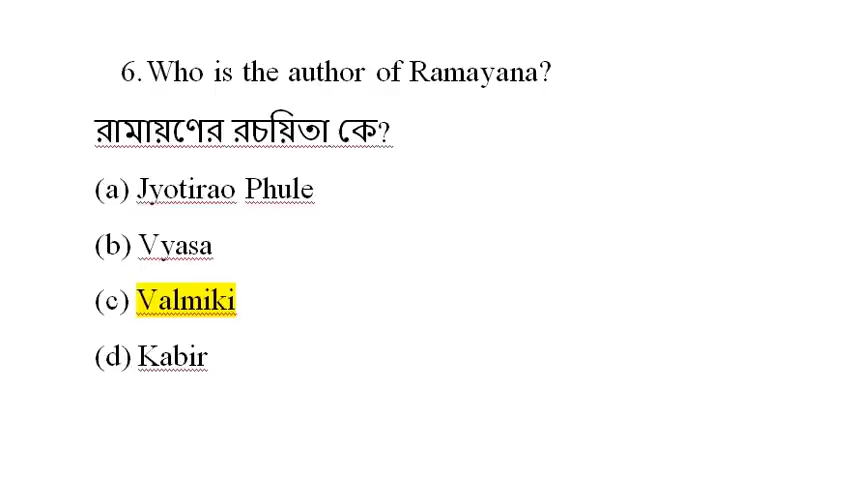 6. Who is the author of Ramayana?
রামায়ণের রচয়িতা কে?
(a) Jyotirao Phule
(b) Vyasa
(c) Valmiki
(d) Kabir